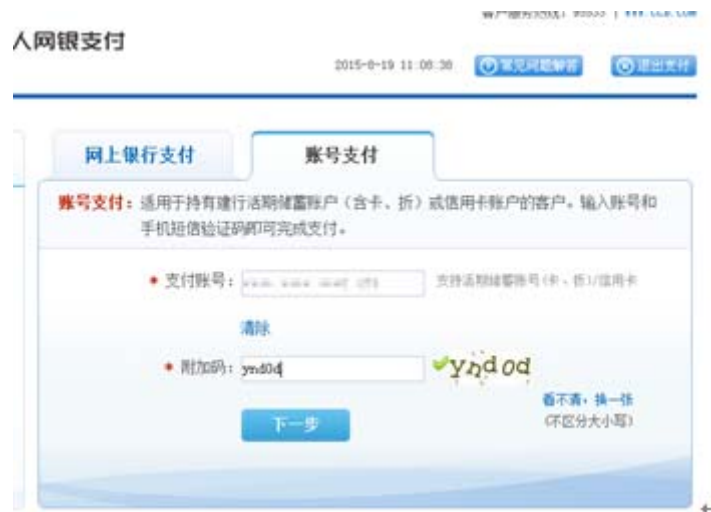 人网银支付
2015-8-19 11:08:38
常见问题解答
退出支付
网上银行支付
账号支付
账号支付：适用于持有建行活期储蓄账户（含卡、折）或信用卡账户的客户。输入账号和
手机短信验证码即可完成支付。
支付账号：
支持活期储蓄账号(卡、折)/信用卡
清除
附加码：ynd0d
yndod
看不清，换一张
(不区分大小写)
下一步